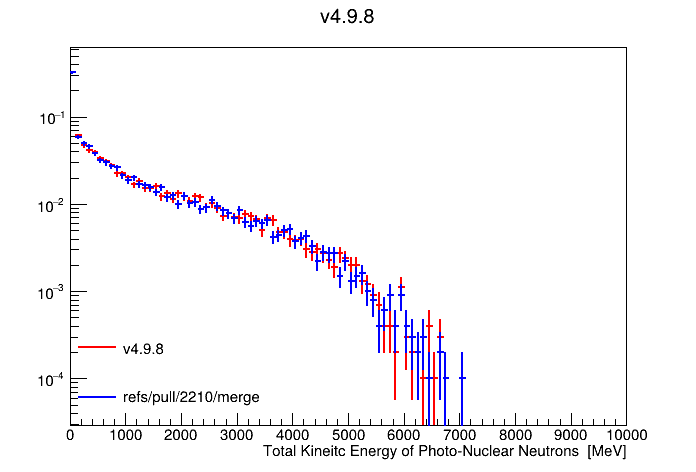 v4.9.8
10⁻¹
10⁻²
10⁻³
10⁻⁴
v4.9.8
refs/pull/2210/merge
0 1000 2000 3000 4000 5000 6000 7000 8000 9000 10000
Total Kineitc Energy of Photo-Nuclear Neutrons [MeV]